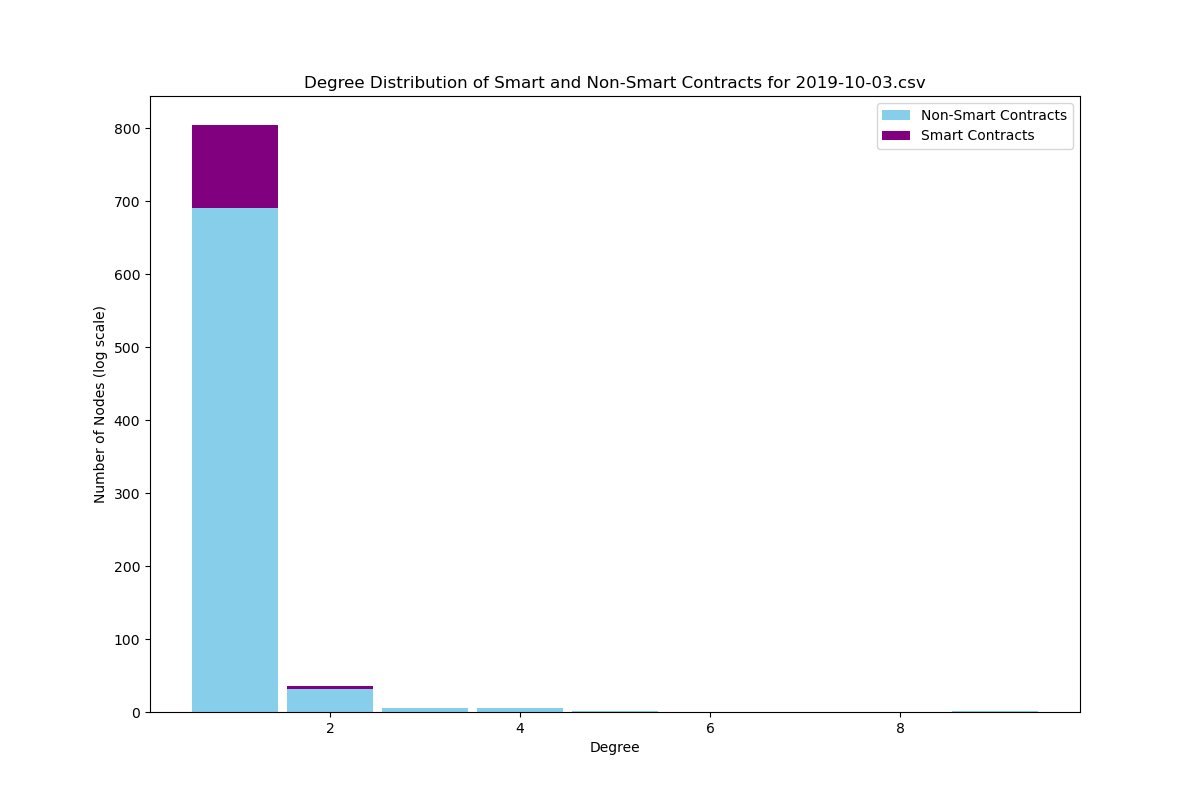 Degree Distribution of Smart and Non-Smart Contracts for 2019-10-03.csv
Non-Smart Contracts
Smart Contracts
800
700
600
500
400
300
200
100
0
Number of Nodes (log scale)
2 4 6 8
Degree